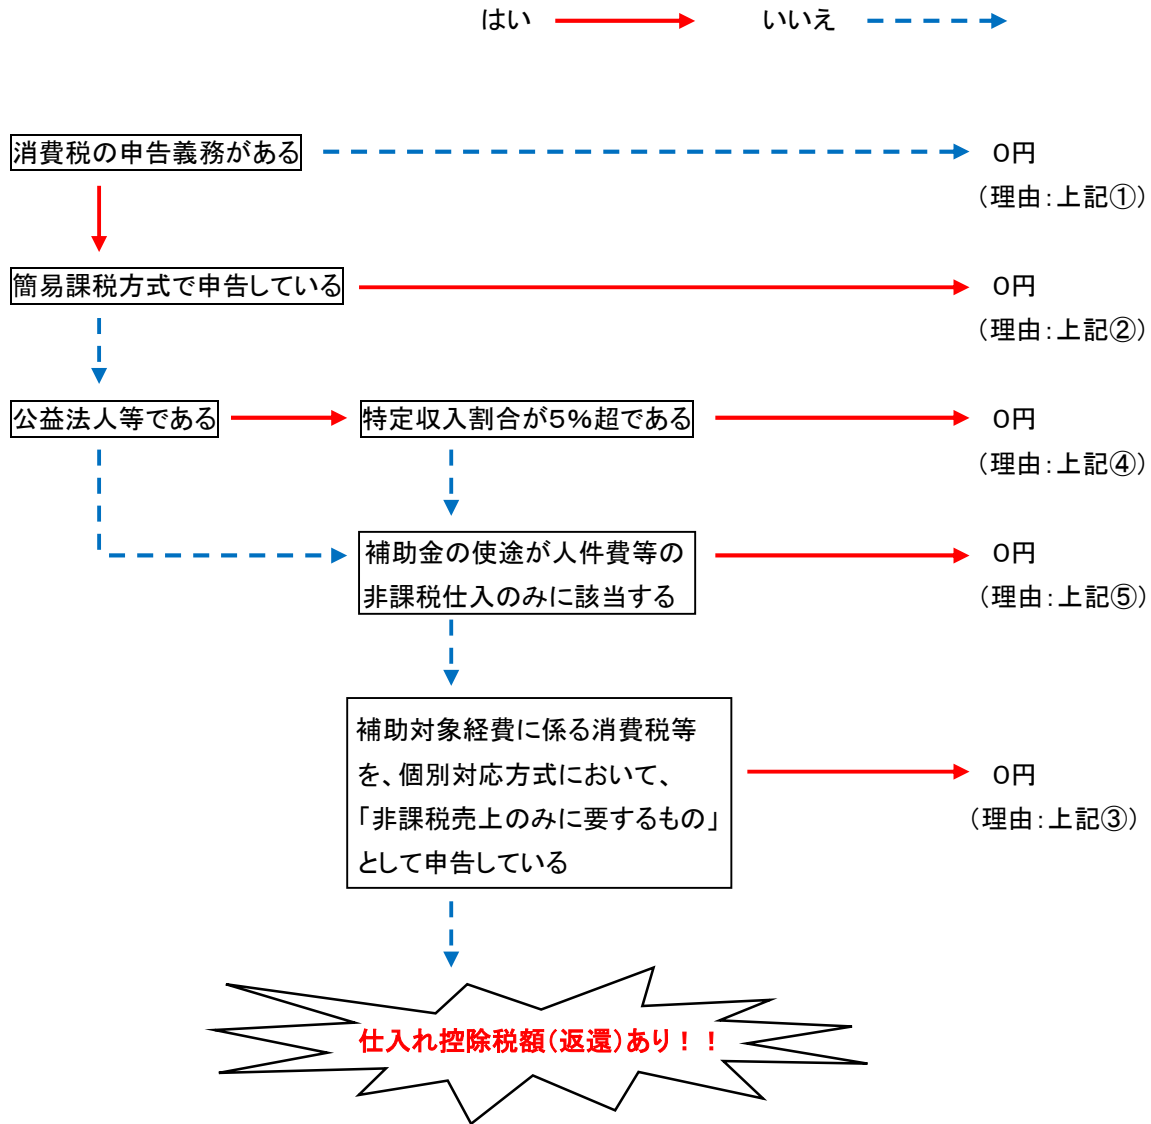 はい いいえ
消費税の申告義務がある 0円
（理由：上記①）
簡易課税方式で申告している 0円
（理由：上記②）
公益法人等である 特定収入割合が5％超である 0円
（理由：上記④）
補助金の使途が人件費等の 0円
非課税仕入のみに該当する （理由：上記⑤）
補助対象経費に係る消費税等
を、個別対応方式において、 0円
「非課税売上のみに要するもの」 （理由：上記③）
として申告している
仕入れ控除税額（返還）あり！！